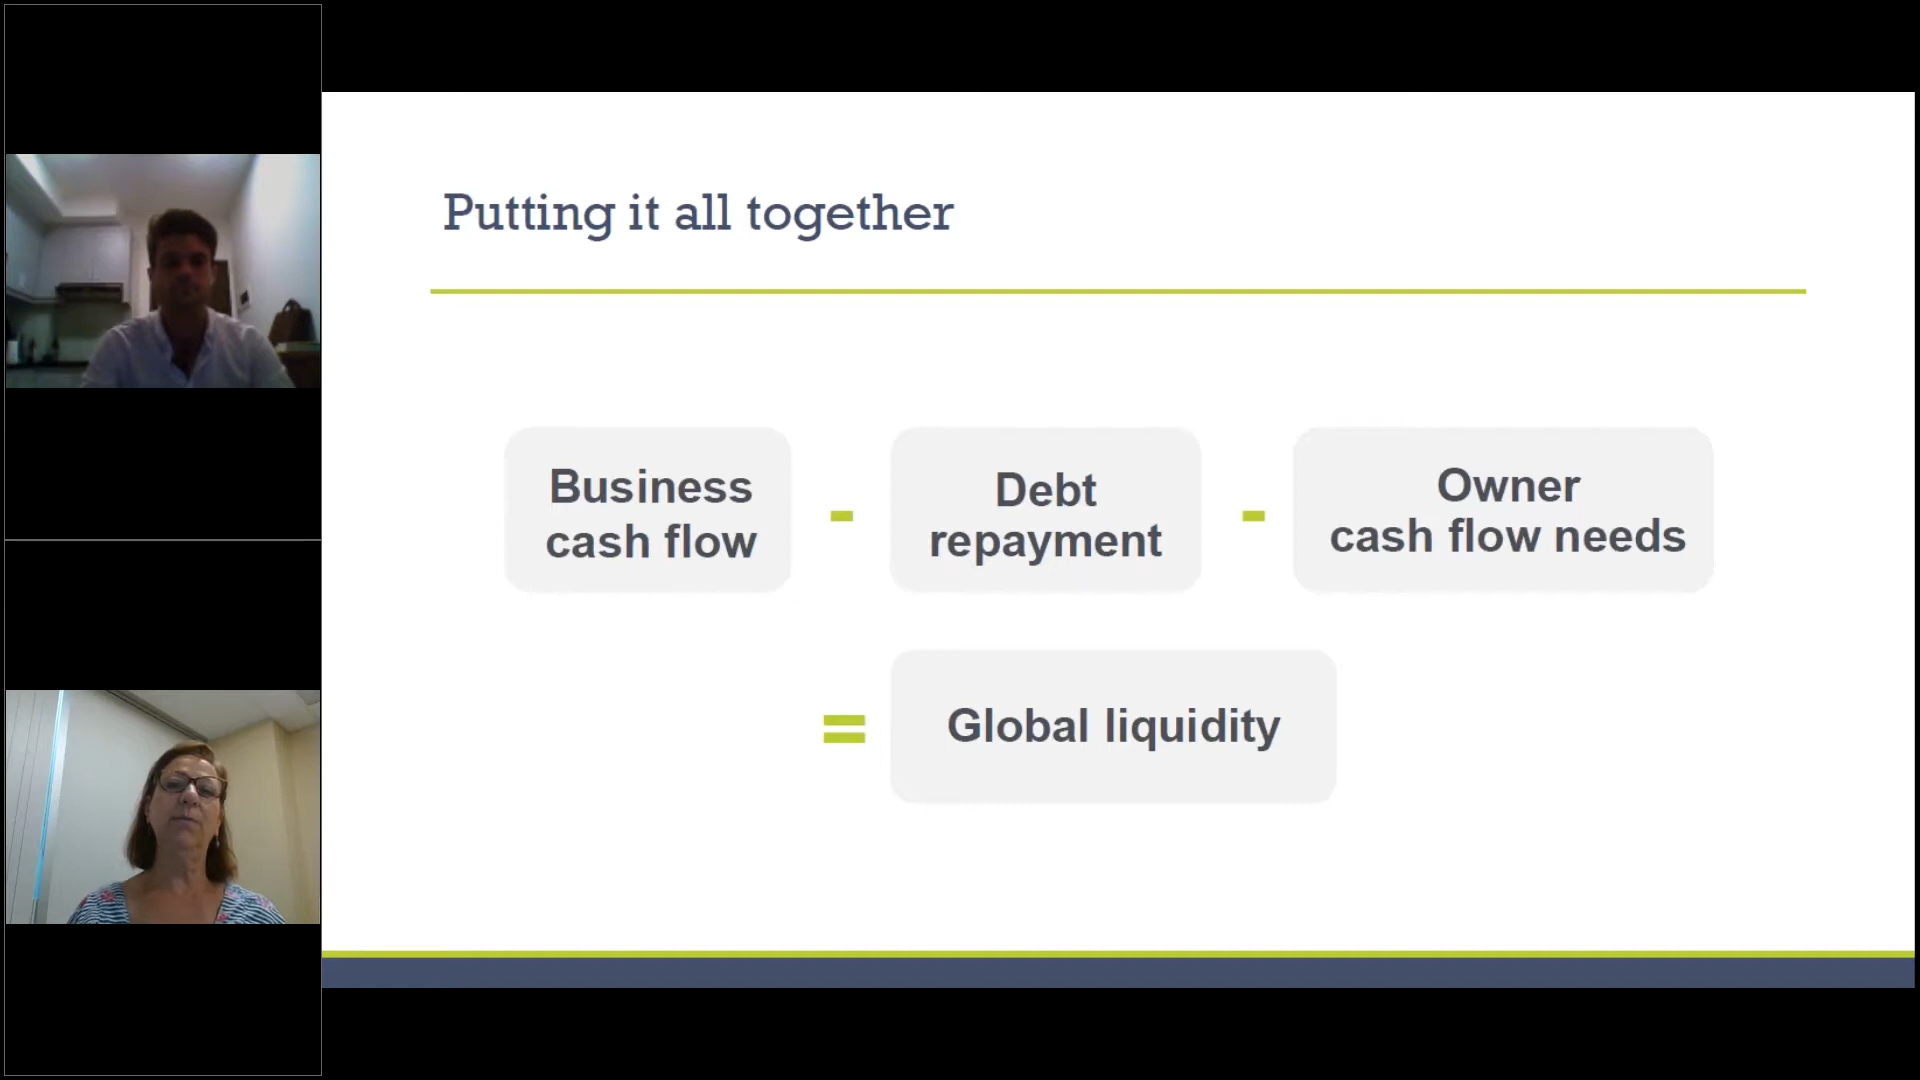 Putting it all together
Business
cash flow
-
Debt
repayment
-
Owner
cash flow needs
=
Global liquidity